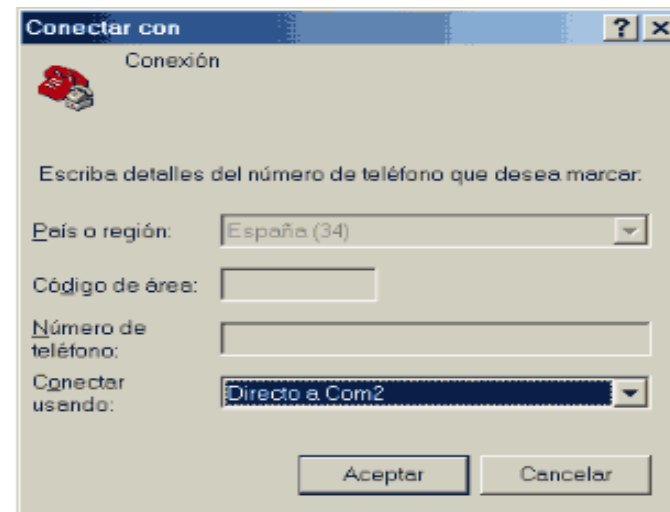 Conectar con
Conexión
Escriba detalles del número de teléfono que desea marcar:
País o región: España (34)
Código de área:
Número de
teléfono:
Conectar
usando: Directo a Com2
Aceptar Cancelar